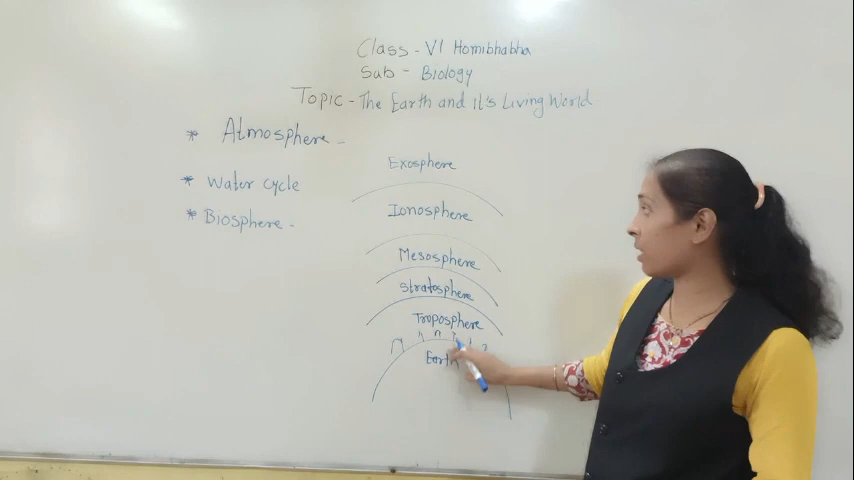 Class - VI Homibhabha
Sub - Biology
Topic - The Earth and It's Living World
* Atmosphere -
* Water cycle
* Biosphere -
Exosphere
Ionosphere
Mesosphere
Stratosphere
Troposphere
Earth